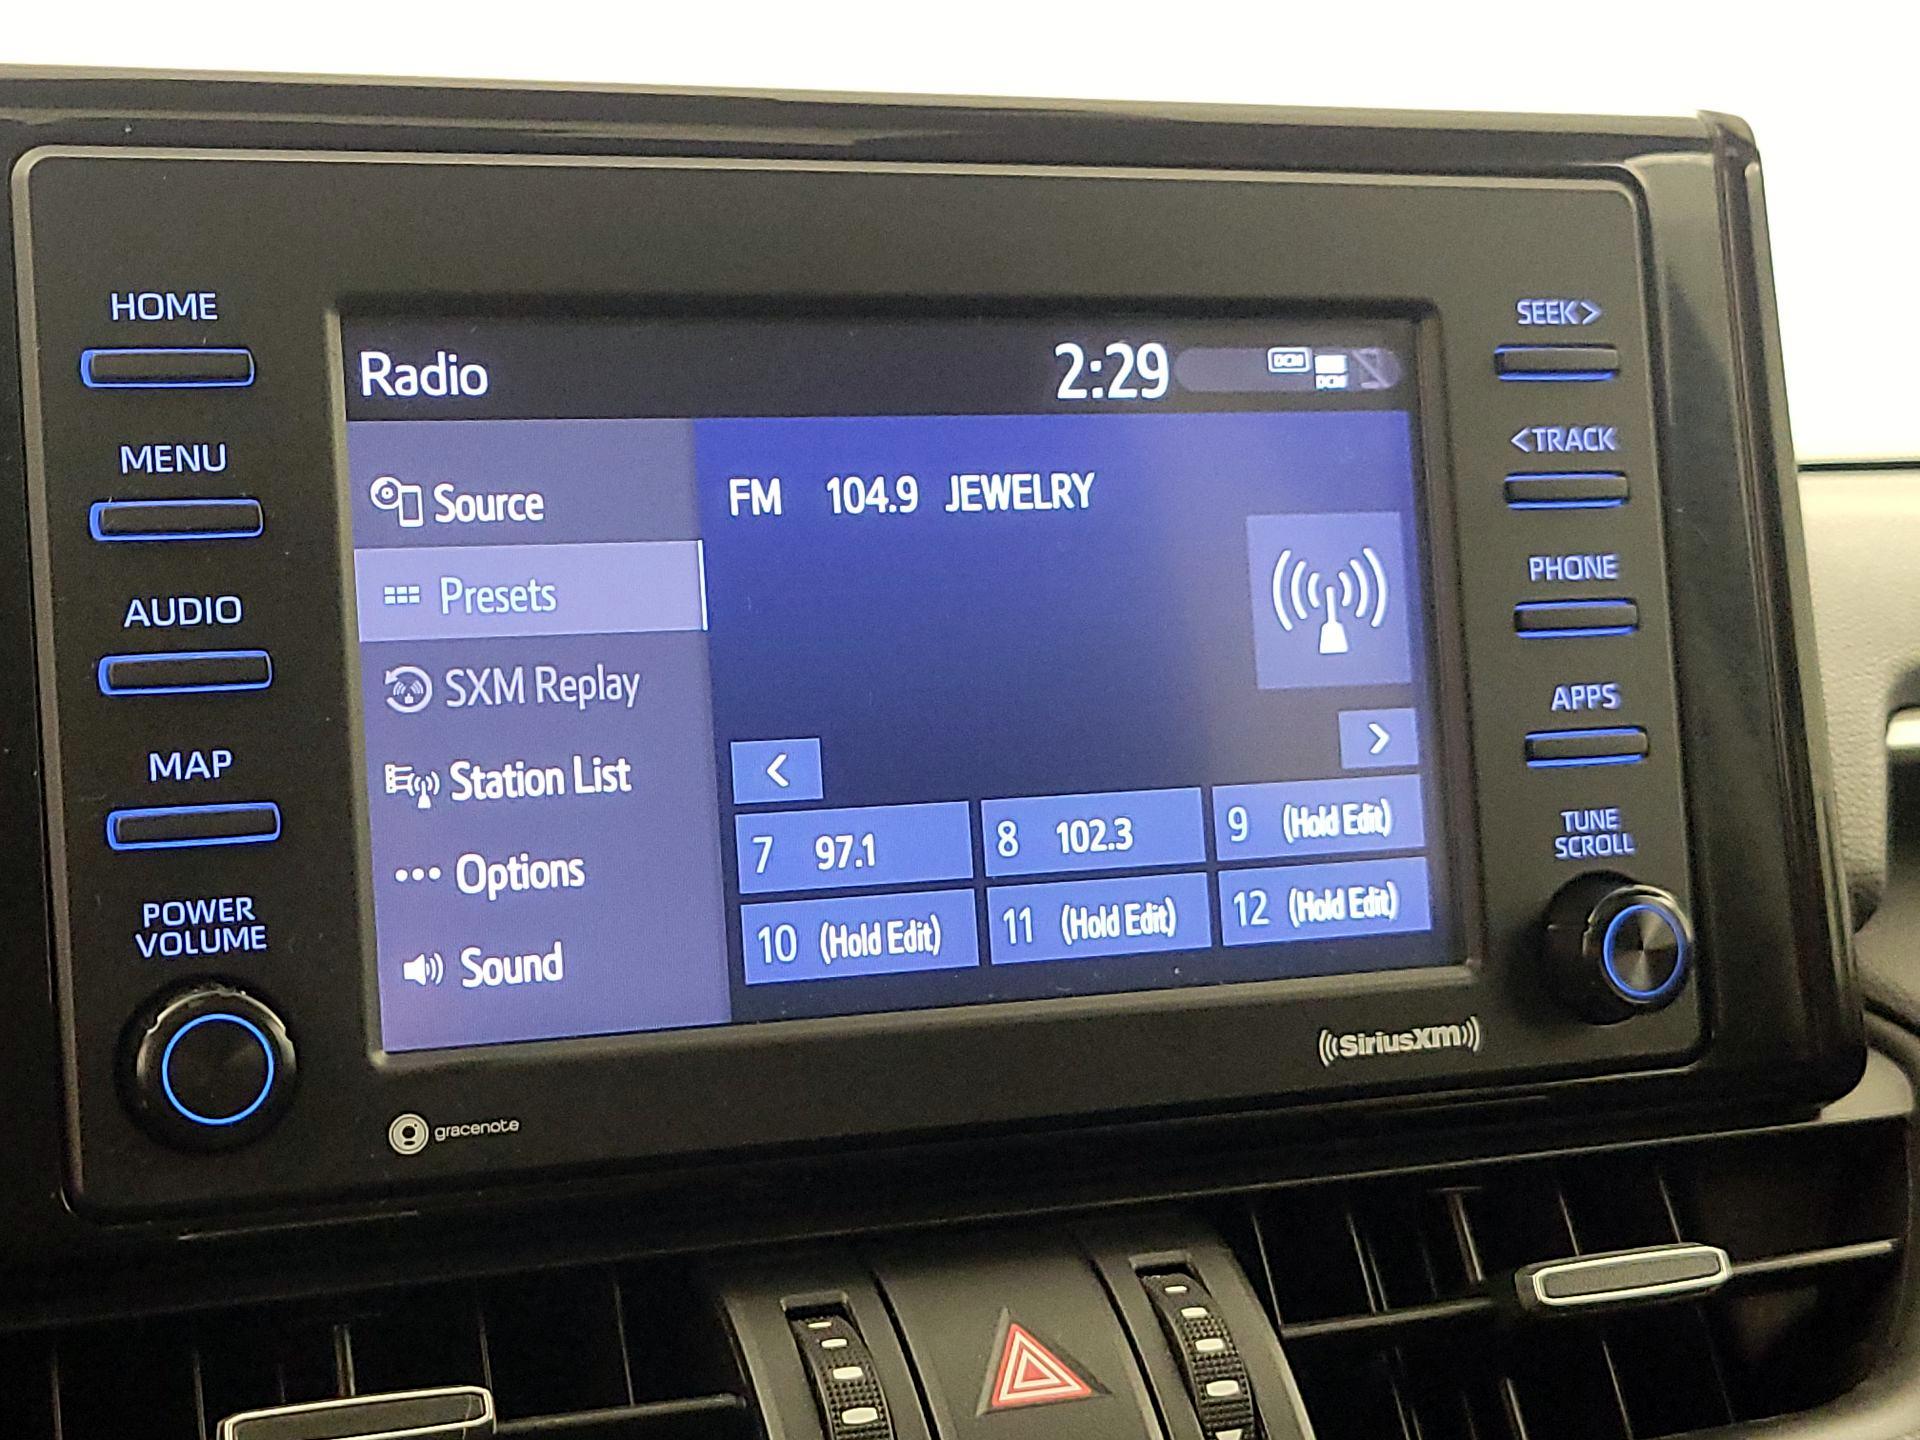 HOME
MENU
AUDIO
MAP
POWER
VOLUME
Radio
2:29
DCM
DCM
Source
Presets
SXM Replay
Station List
Options
Sound
FM 104.9 JEWELRY
<
>
7 97.1
8 102.3
9 (Hold Edit)
10 (Hold Edit)
11 (Hold Edit)
12 (Hold Edit)
SEEK>
<TRACK
PHONE
APPS
TUNE
SCROLL
gracenote
((SiriusXM))